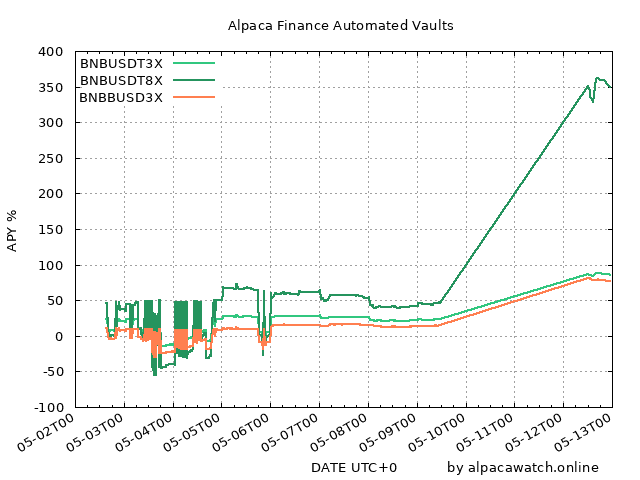 Alpaca Finance Automated Vaults
400
350
300
250
200
150
100
50
0
-50
-100
APY %
BNBUSDT3X
BNBUSDT8X
BNBBUSD3X
05-02T00
05-03T00
05-04T00
05-05T00
05-06T00
05-07T00
05-08T00
05-09T00
05-10T00
05-11T00
05-12T00
05-13T00
DATE UTC+0
by alpacawatch.online